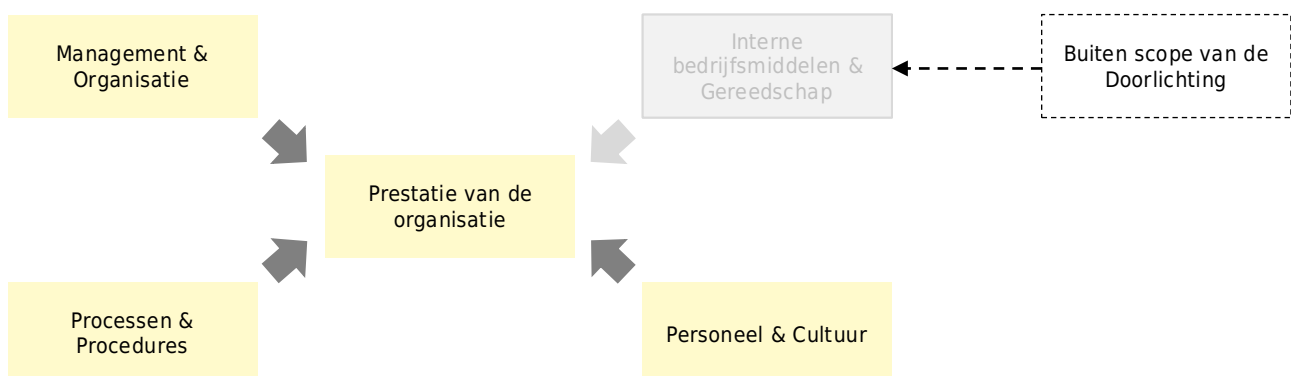 Management &
Organisatie
Interne
bedrijfsmiddelen &
Gereedschap
Buiten scope van de
Doorlichting
Prestatie van de
organisatie
Processen &
Procedures
Personeel & Cultuur